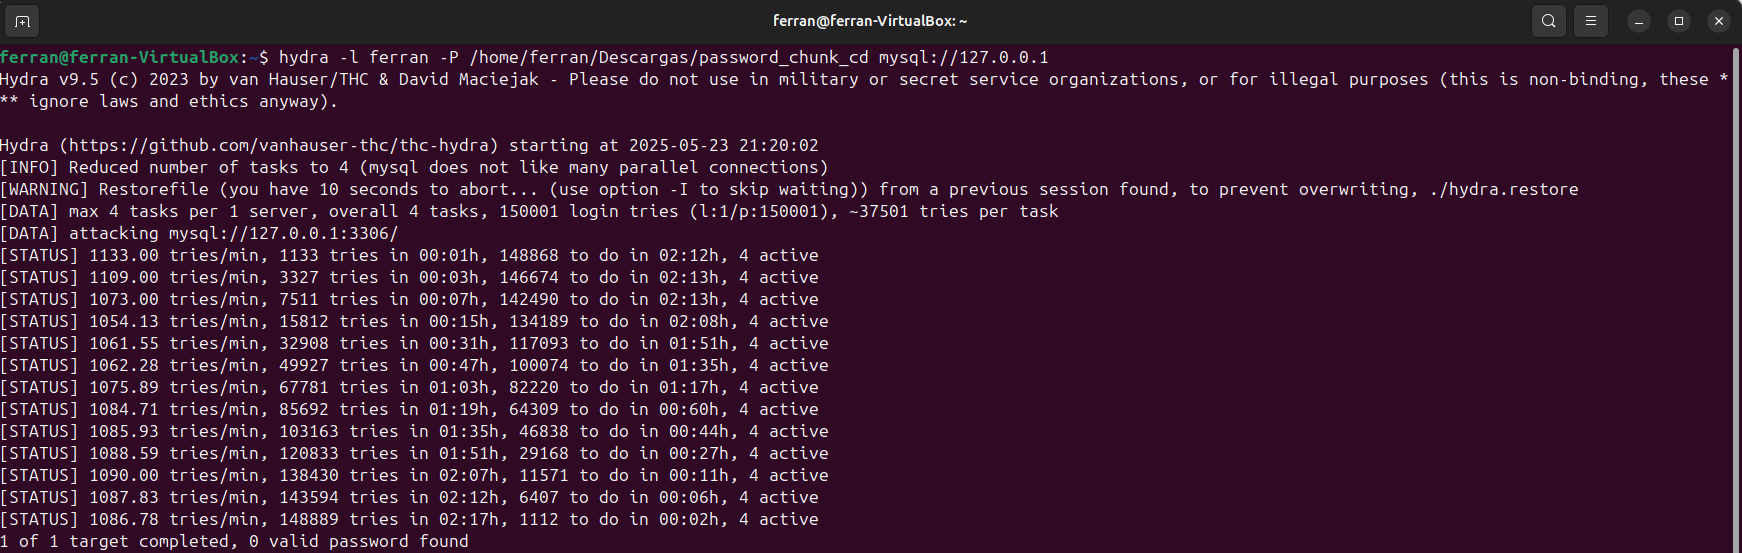 ferran@ferran-VirtualBox: ~
ferran@ferran-VirtualBox:~$ hydra -l ferran -P /home/ferran/Descargas/password_chunk_cd mysql://127.0.0.1
Hydra v9.5 (c) 2023 by van Hauser/THC & David Maciejak - Please do not use in military or secret service organizations, or for illegal purposes (this is non-binding, these *
** ignore laws and ethics anyway).
Hydra (https://github.com/vanhauser-thc/thc-hydra) starting at 2025-05-23 21:20:02
[INFO] Reduced number of tasks to 4 (mysql does not like many parallel connections)
[WARNING] Restorefile (you have 10 seconds to abort... (use option -I to skip waiting)) from a previous session found, to prevent overwriting, ./hydra.restore
[DATA] max 4 tasks per 1 server, overall 4 tasks, 150001 login tries (l:1/p:150001), ~37501 tries per task
[DATA] attacking mysql://127.0.0.1:3306/
[STATUS] 1133.00 tries/min, 1133 tries in 00:01h, 148868 to do in 02:12h, 4 active
[STATUS] 1109.00 tries/min, 3327 tries in 00:03h, 146674 to do in 02:13h, 4 active
[STATUS] 1073.00 tries/min, 7511 tries in 00:07h, 142490 to do in 02:13h, 4 active
[STATUS] 1054.13 tries/min, 15812 tries in 00:15h, 134189 to do in 02:08h, 4 active
[STATUS] 1061.55 tries/min, 32908 tries in 00:31h, 117093 to do in 01:51h, 4 active
[STATUS] 1062.28 tries/min, 49927 tries in 00:47h, 100074 to do in 01:35h, 4 active
[STATUS] 1075.89 tries/min, 67781 tries in 01:03h, 82220 to do in 01:17h, 4 active
[STATUS] 1084.71 tries/min, 85692 tries in 01:19h, 64309 to do in 00:60h, 4 active
[STATUS] 1085.93 tries/min, 103163 tries in 01:35h, 46838 to do in 00:44h, 4 active
[STATUS] 1088.59 tries/min, 120833 tries in 01:51h, 29168 to do in 00:27h, 4 active
[STATUS] 1090.00 tries/min, 138430 tries in 02:07h, 11571 to do in 00:11h, 4 active
[STATUS] 1087.83 tries/min, 143594 tries in 02:12h, 6407 to do in 00:06h, 4 active
[STATUS] 1086.78 tries/min, 148889 tries in 02:17h, 1112 to do in 00:02h, 4 active
1 of 1 target completed, 0 valid password found